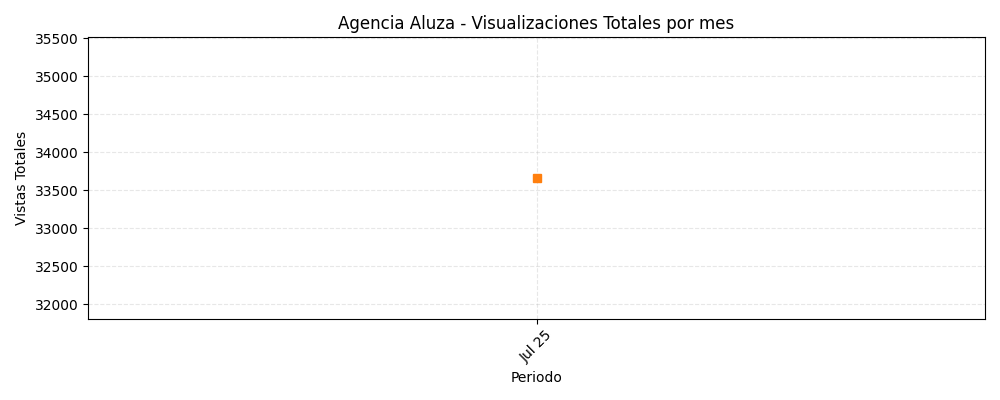 Agencia Aluza - Visualizaciones Totales por mes
35500
35000
34500
34000
33500
33000
32500
32000
Vistas Totales
Jul 25
Periodo